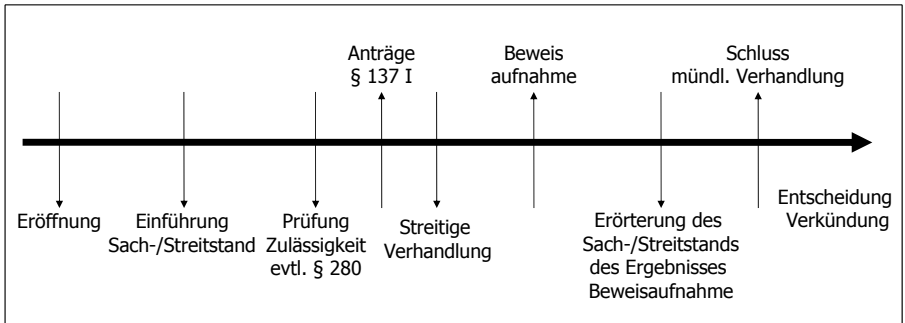 Anträge
§ 137 I
Beweis
aufnahme
Schluss
mündl. Verhandlung
Eröffnung
Einführung
Sach-/Streitstand
Prüfung
Zulässigkeit
evtl. § 280
Streitige
Verhandlung
Erörterung des
Sach-/Streitstands
des Ergebnisses
Beweisaufnahme
Entscheidung
Verkündung